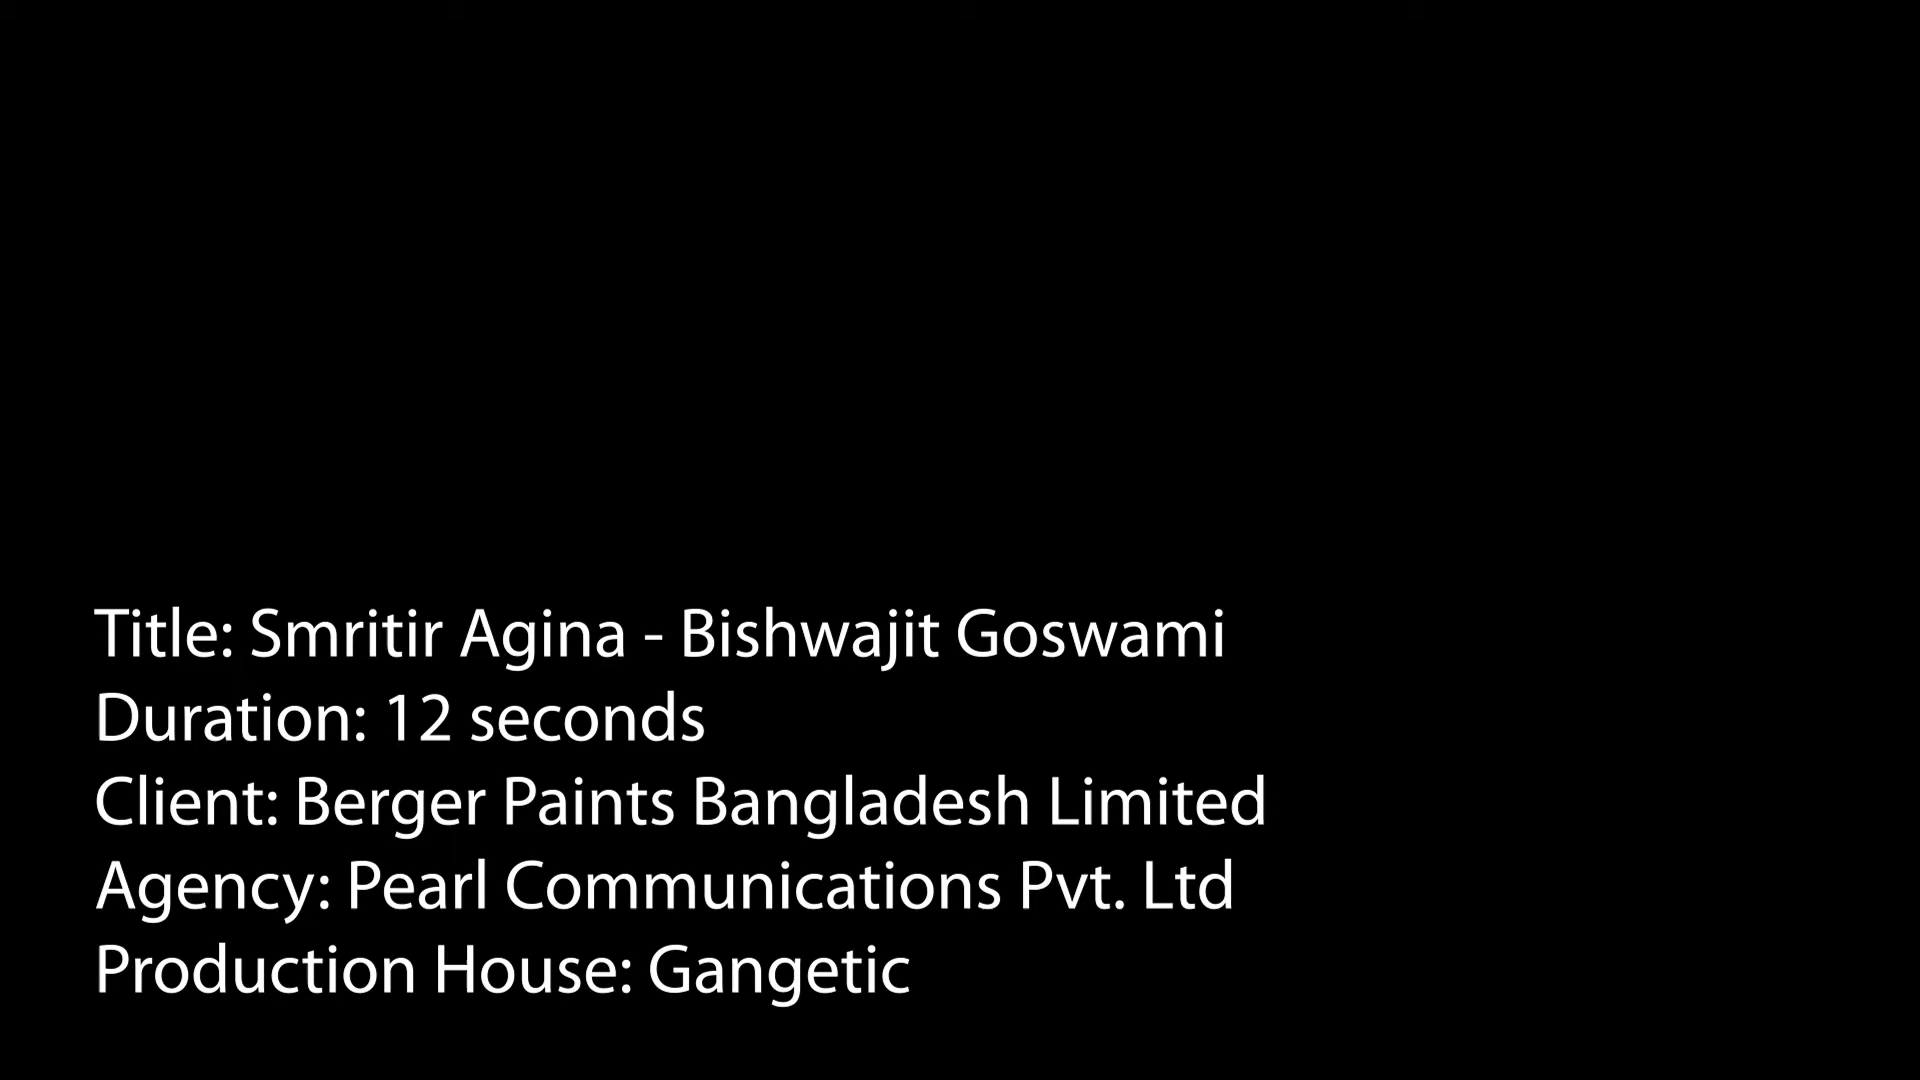 Title: Smritir Agina - Bishwajit Goswami
Duration: 12 seconds
Client: Berger Paints Bangladesh Limited
Agency: Pearl Communications Pvt. Ltd
Production House: Gangetic